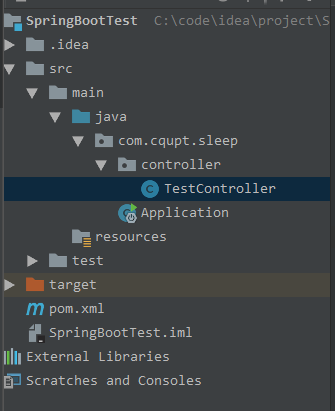 SpringBootTest C:\code\idea\project\S
.idea
src
main
java
com.cqupt.sleep
controller
TestController
Application
resources
test
target
pom.xml
SpringBootTest.iml
External Libraries
Scratches and Consoles